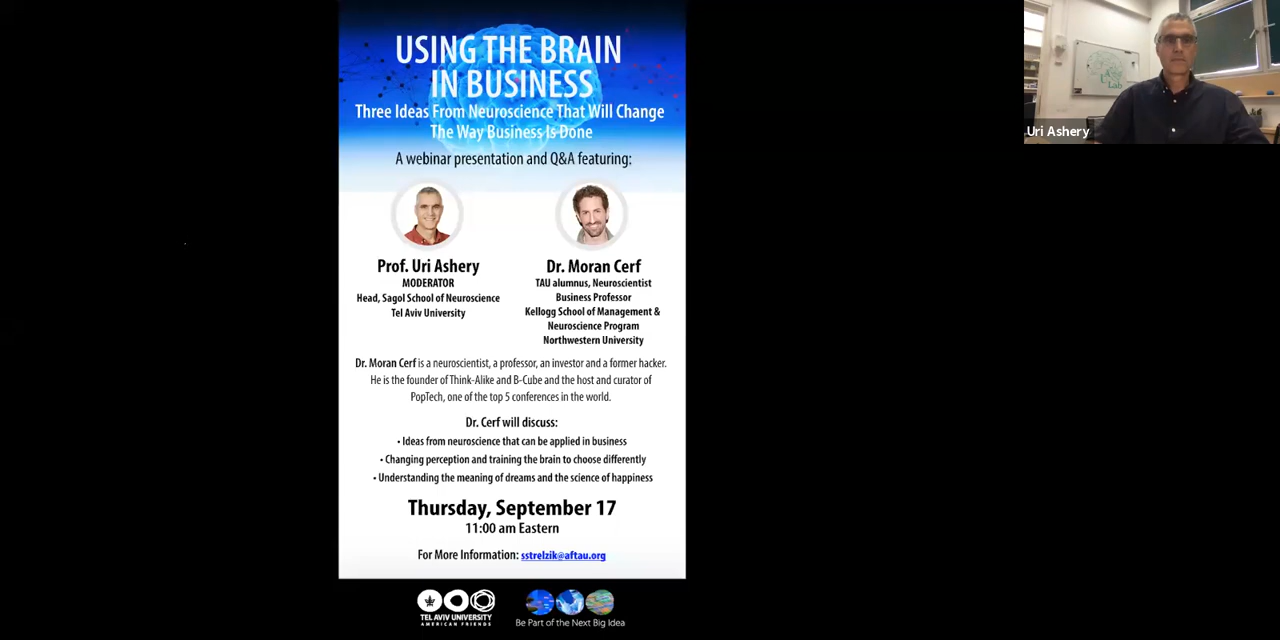 USING THE BRAIN
IN BUSINESS
Three Ideas From Neuroscience That Will Change
The Way Business Is Done
A webinar presentation and Q&A featuring:
Prof. Uri Ashery
MODERATOR
Head, Sagol School of Neuroscience
Tel Aviv University
Dr. Moran Cerf
TAU alumnus, Neuroscientist
Business Professor
Kellogg School of Management &
Neuroscience Program
Northwestern University
Dr. Moran Cerf is a neuroscientist, a professor, an investor and a former hacker.
He is the founder of Think-Alike and B-Cube and the host and curator of
PopTech, one of the top 5 conferences in the world.
Dr. Cerf will discuss:
• Ideas from neuroscience that can be applied in business
• Changing perception and training the brain to choose differently
• Understanding the meaning of dreams and the science of happiness
Thursday, September 17
11:00 am Eastern
For More Information: sstrelzik@aftau.org
TEL AVIV UNIVERSITY
AMERICAN FRIENDS
Be Part of the Next Big Idea
Lab
Uri Ashery